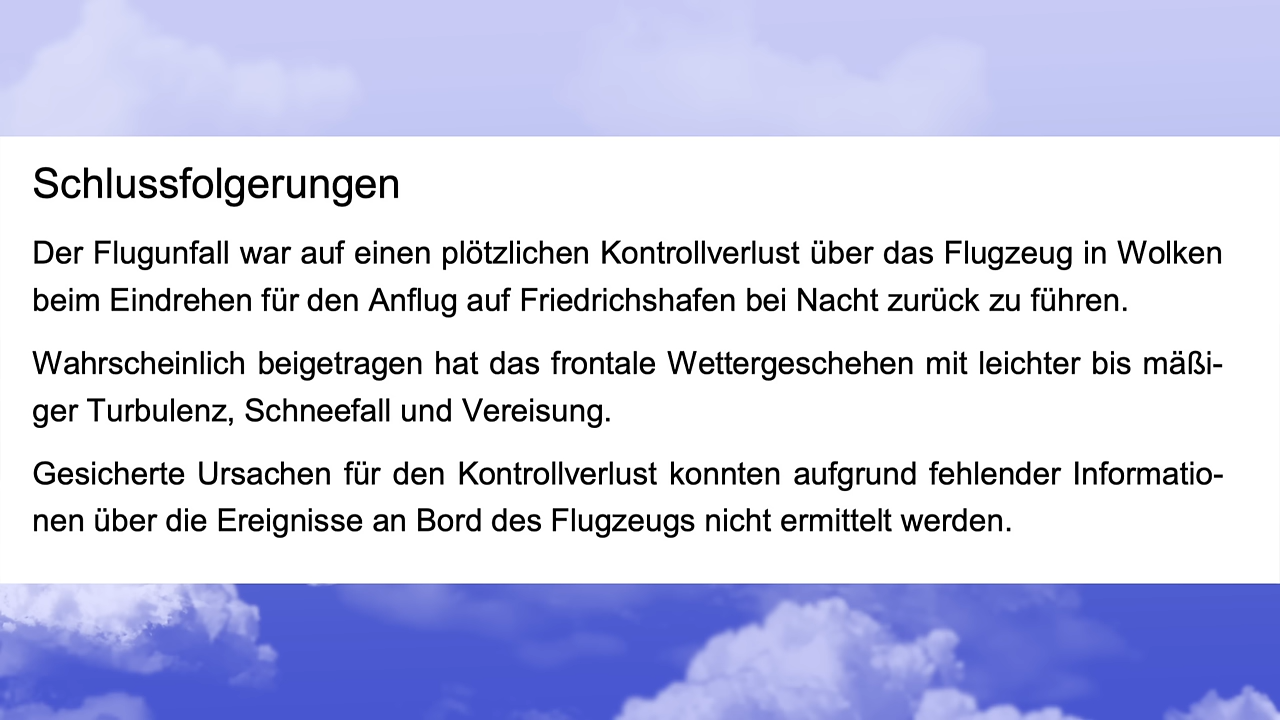 Schlussfolgerungen
Der Flugunfall war auf einen plötzlichen Kontrollverlust über das Flugzeug in Wolken
beim Eindrehen für den Anflug auf Friedrichshafen bei Nacht zurück zu führen.
Wahrscheinlich beigetragen hat das frontale Wettergeschehen mit leichter bis mäßi-
ger Turbulenz, Schneefall und Vereisung.
Gesicherte Ursachen für den Kontrollverlust konnten aufgrund fehlender Informatio-
nen über die Ereignisse an Bord des Flugzeugs nicht ermittelt werden.